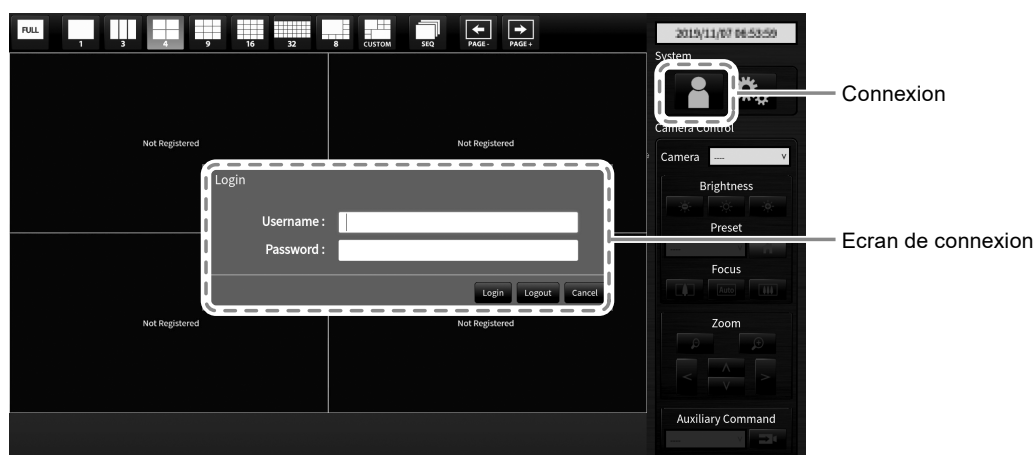 FULL
1
3
4
9
16
32
8
CUSTOM
SEQ
PAGE-
PAGE+
2019/11/07 06:53:59
System
Connexion
Camera Control
Not Registered
Not Registered
Camera ---- v
Login
Brightness
Username :
Preset
Password :
----
Ecran de connexion
Focus
Auto
Login Logout Cancel
Not Registered
Not Registered
Zoom
Auxiliary Command
----